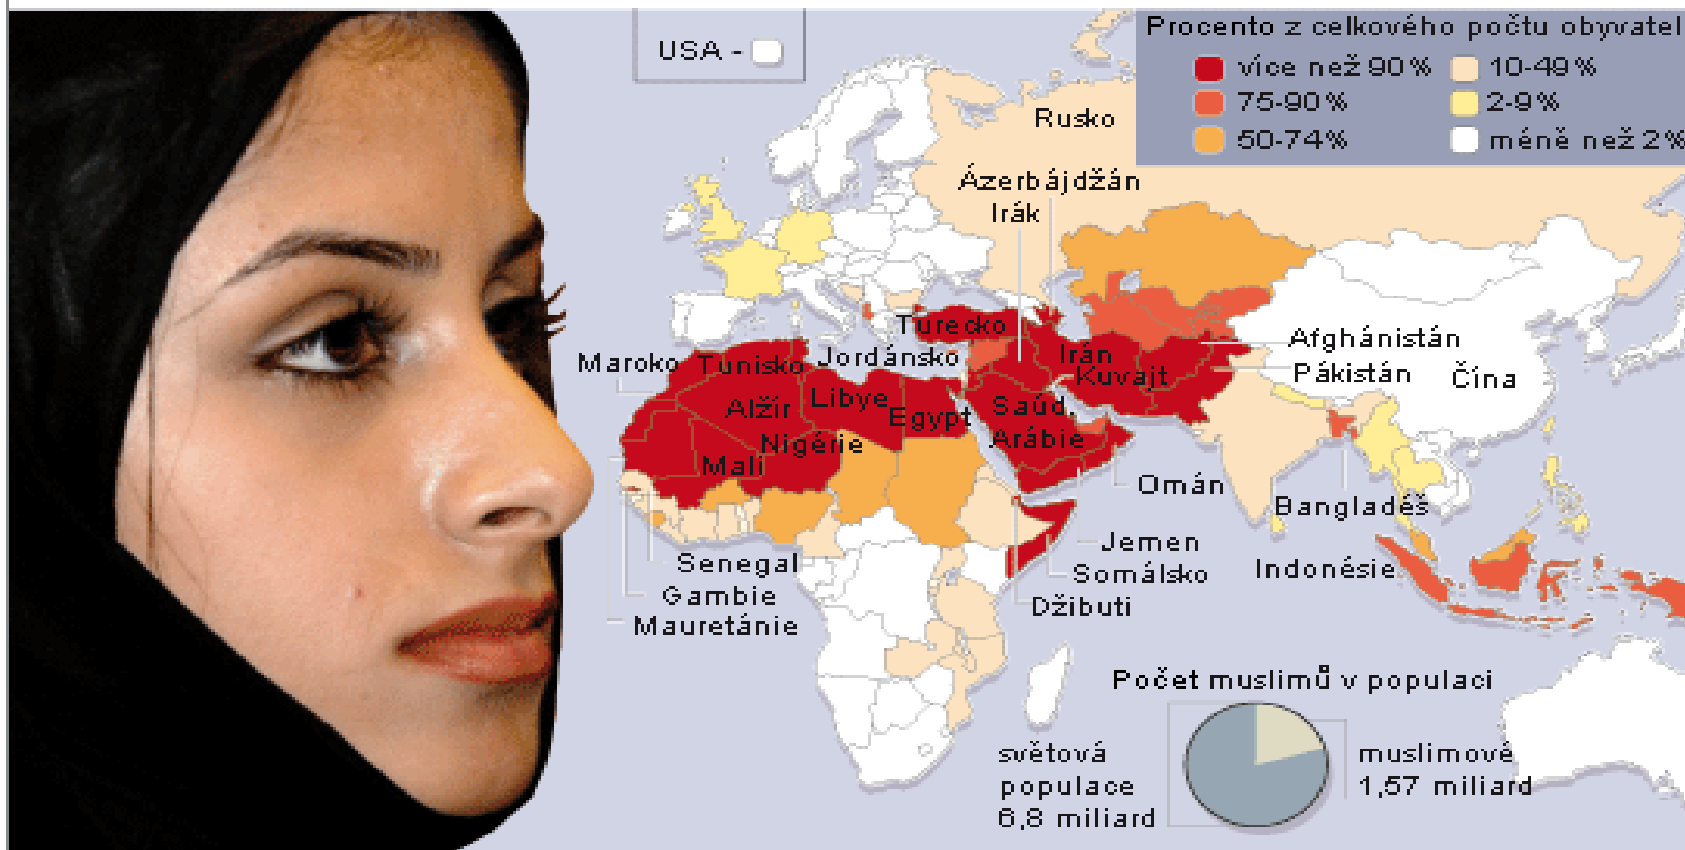 USA -
Procento z celkového počtu obyvatel
více než 90%
10-49%
75-90%
2-9%
50-74%
méně než 2%
Rusko
Ázerbájdžán
Irák
Turecko
Afghánistán
Maroko
Tunisko
Jordánsko
Irán
Kuvajt
Pákistán
Čína
Alžír
Libye
Egypt
Saúd.
Arábie
Nigérie
Mali
Omán
Bangladéš
Senegal
Jemen
Gambie
Somálsko
Indonésie
Mauretánie
Džibuti
Počet muslimů v populaci
světová
populace
6,8 miliard
muslimové
1,57 miliard